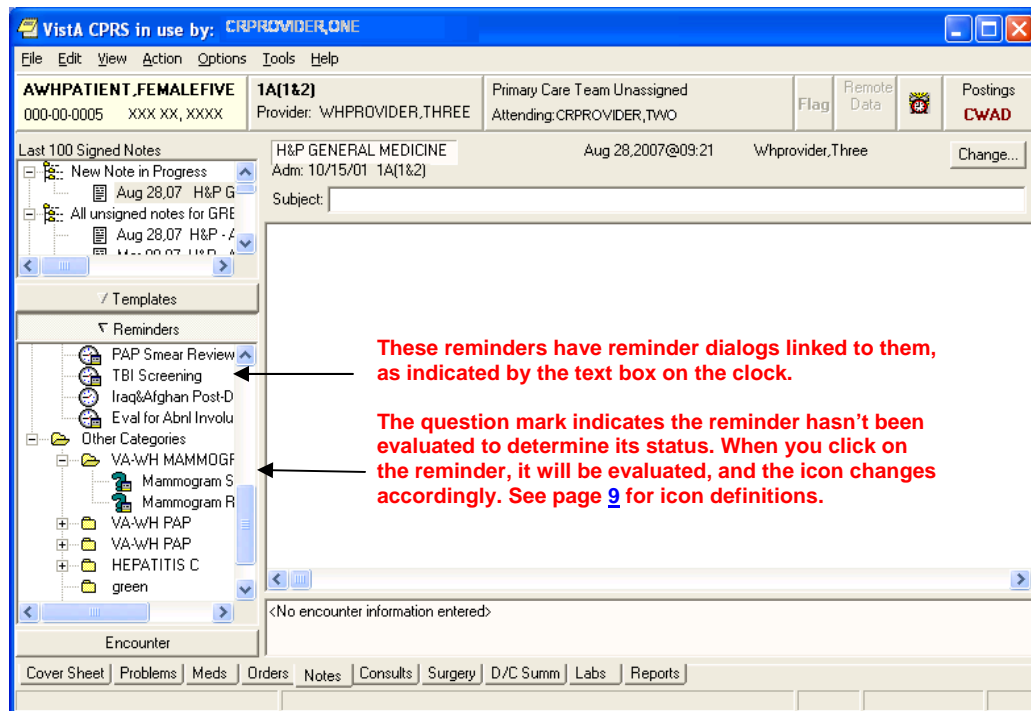 VistA CPRS in use by: CRPROVIDER,ONE
File Edit View Action Options Tools Help
AWHPATIENT,FEMALEFIVE
000-00-0005 XXX XX, XXXX
1A(1&2)
Provider: WHPROVIDER,THREE
Primary Care Team Unassigned
Attending:CRPROVIDER,TWO
Flag
Remote Data
Postings
CWAD
Last 100 Signed Notes
New Note in Progress
Aug 28,07 H&P G
All unsigned notes for GRE
Aug 28,07 H&P - A
H&P GENERAL MEDICINE Aug 28,2007@09:21 Whprovider,Three
Change...
Adm: 10/15/01 1A(1&2)
Subject:
Templates
Reminders
PAP Smear Review
TBI Screening
Iraq&Afghan Post-D
Eval for Abnl Involu
Other Categories
VA-WH MAMMOGF
Mammogram S
Mammogram R
VA-WH PAP
VA-WH PAP
HEPATITIS C
green
These reminders have reminder dialogs linked to them,
as indicated by the text box on the clock.
The question mark indicates the reminder hasn't been
evaluated to determine its status. When you click on
the reminder, it will be evaluated, and the icon changes
accordingly. See page 9 for icon definitions.
<No encounter information entered>
Encounter
Cover Sheet Problems Meds Orders Notes Consults Surgery D/C Summ Labs Reports